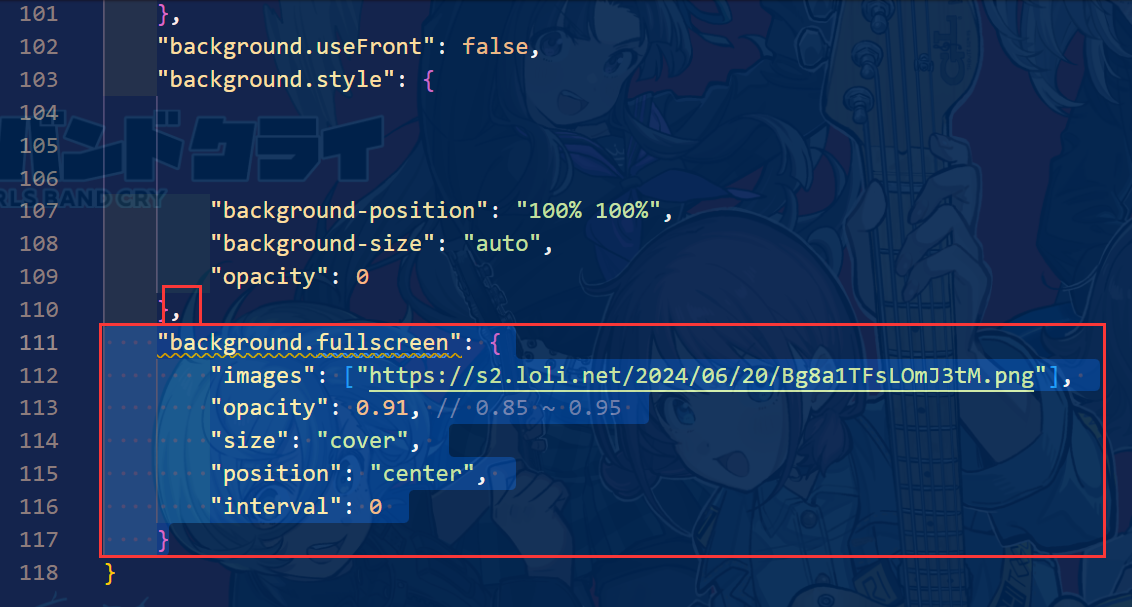 101 },
102 "background.useFront": false,
103 "background.style": {
104
105
バンドクライ
106
GIRLS BAND CRY
107 "background-position": "100% 100%",
108 "background-size": "auto",
109 "opacity": 0
110 },
111 "background.fullscreen": {
112 "images": ["https://s2.loli.net/2024/06/20/Bg8a1TFsLOmJ3tM.png"],
113 "opacity": 0.91, // 0.85 ~ 0.95
114 "size": "cover",
115 "position": "center",
116 "interval": 0
117 }
118 }